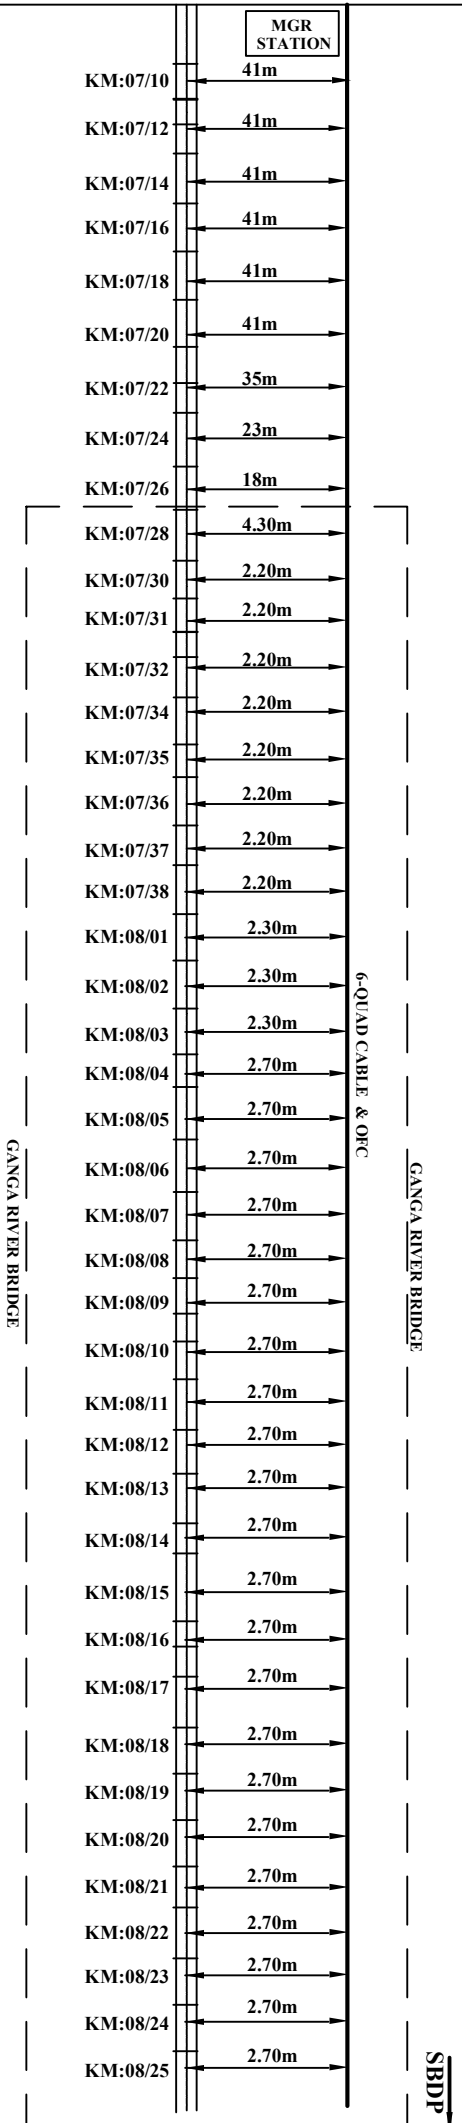 MGR
STATION
KM:07/10 41m
KM:07/12 41m
KM:07/14 41m
KM:07/16 41m
KM:07/18 41m
KM:07/20 41m
KM:07/22 35m
KM:07/24 23m
KM:07/26 18m
KM:07/28 4.30m
KM:07/30 2.20m
KM:07/31 2.20m
KM:07/32 2.20m
KM:07/34 2.20m
KM:07/35 2.20m
KM:07/36 2.20m
KM:07/37 2.20m
KM:07/38 2.20m
KM:08/01 2.30m
KM:08/02 2.30m
KM:08/03 2.30m
KM:08/04 2.70m
KM:08/05 2.70m
KM:08/06 2.70m
KM:08/07 2.70m
KM:08/08 2.70m
KM:08/09 2.70m
KM:08/10 2.70m
KM:08/11 2.70m
KM:08/12 2.70m
KM:08/13 2.70m
KM:08/14 2.70m
KM:08/15 2.70m
KM:08/16 2.70m
KM:08/17 2.70m
KM:08/18 2.70m
KM:08/19 2.70m
KM:08/20 2.70m
KM:08/21 2.70m
KM:08/22 2.70m
KM:08/23 2.70m
KM:08/24 2.70m
KM:08/25 2.70m
6-QUAD CABLE & OFC
GANGA RIVER BRIDGE
GANGA RIVER BRIDGE
SBDP